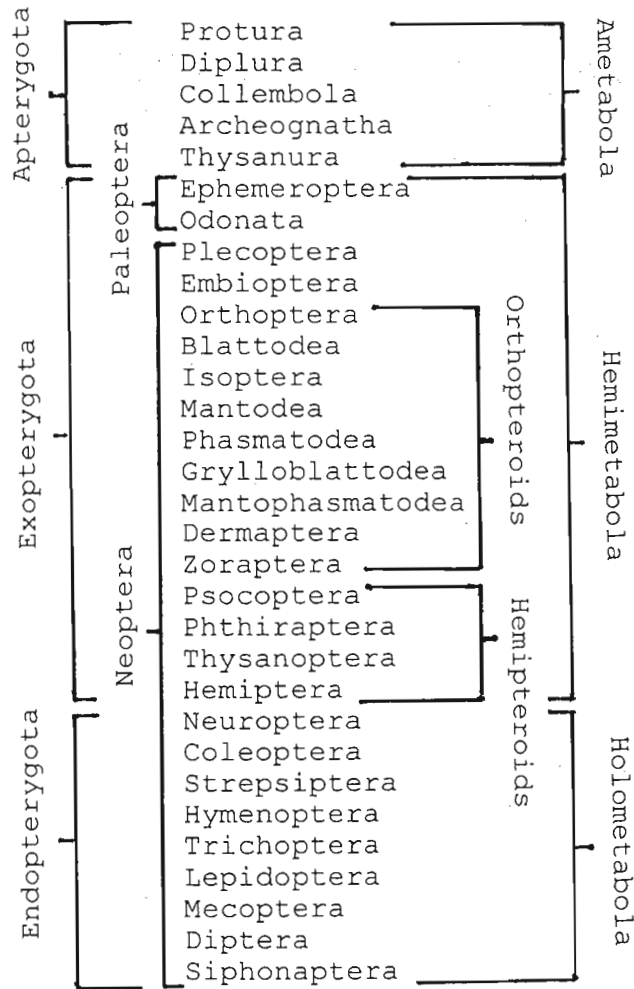 Apterygota
Exopterygota
Endopterygota
Paleoptera
Neoptera
Protura
Diplura
Collembola
Archeognatha
Thysanura
Ephemeroptera
Odonata
Plecoptera
Embioptera
Orthoptera
Blattodea
Isoptera
Mantodea
Phasmatodea
Grylloblattodea
Mantophasmatodea
Dermaptera
Zoraptera
Psocoptera
Phthiraptera
Thysanoptera
Hemiptera
Neuroptera
Coleoptera
Strepsiptera
Hymenoptera
Trichoptera
Lepidoptera
Mecoptera
Diptera
Siphonaptera
Orthopteroids
Hemipteroids
Ametabola
Hemimetabola
Holometabola